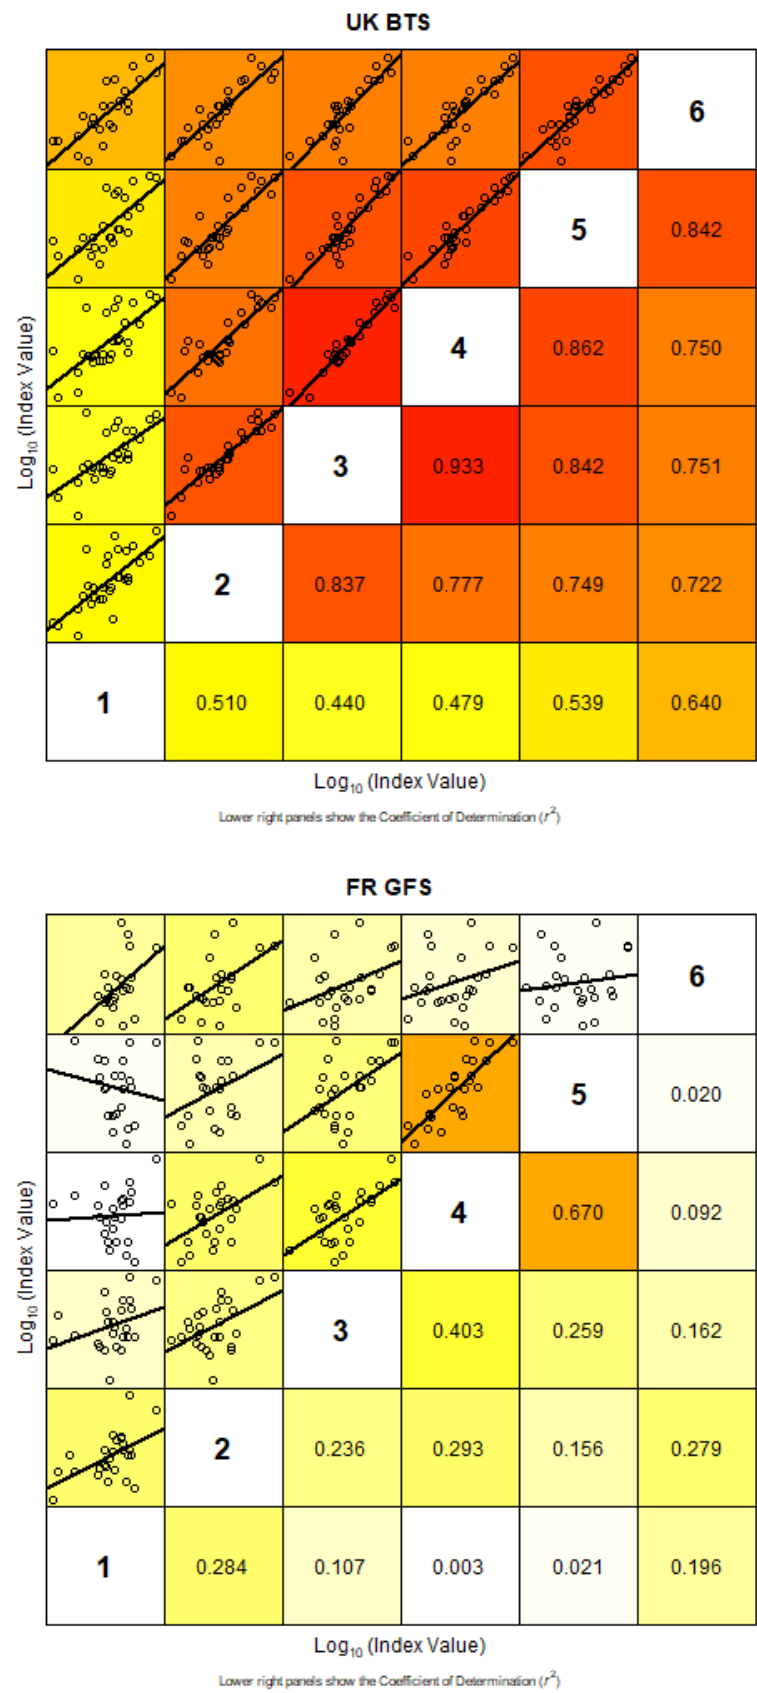 UK BTS
6
5 0.842
4 0.862 0.750
3 0.933 0.842 0.751
2 0.837 0.777 0.749 0.722
1 0.510 0.440 0.479 0.539 0.640
Log₁₀ (Index Value)
Log₁₀ (Index Value)
Lower right panels show the Coefficient of Determination (r²)
FR GFS
6
5 0.020
4 0.670 0.092
3 0.403 0.259 0.162
2 0.236 0.293 0.156 0.279
1 0.284 0.107 0.003 0.021 0.196
Log₁₀ (Index Value)
Log₁₀ (Index Value)
Lower right panels show the Coefficient of Determination (r²)